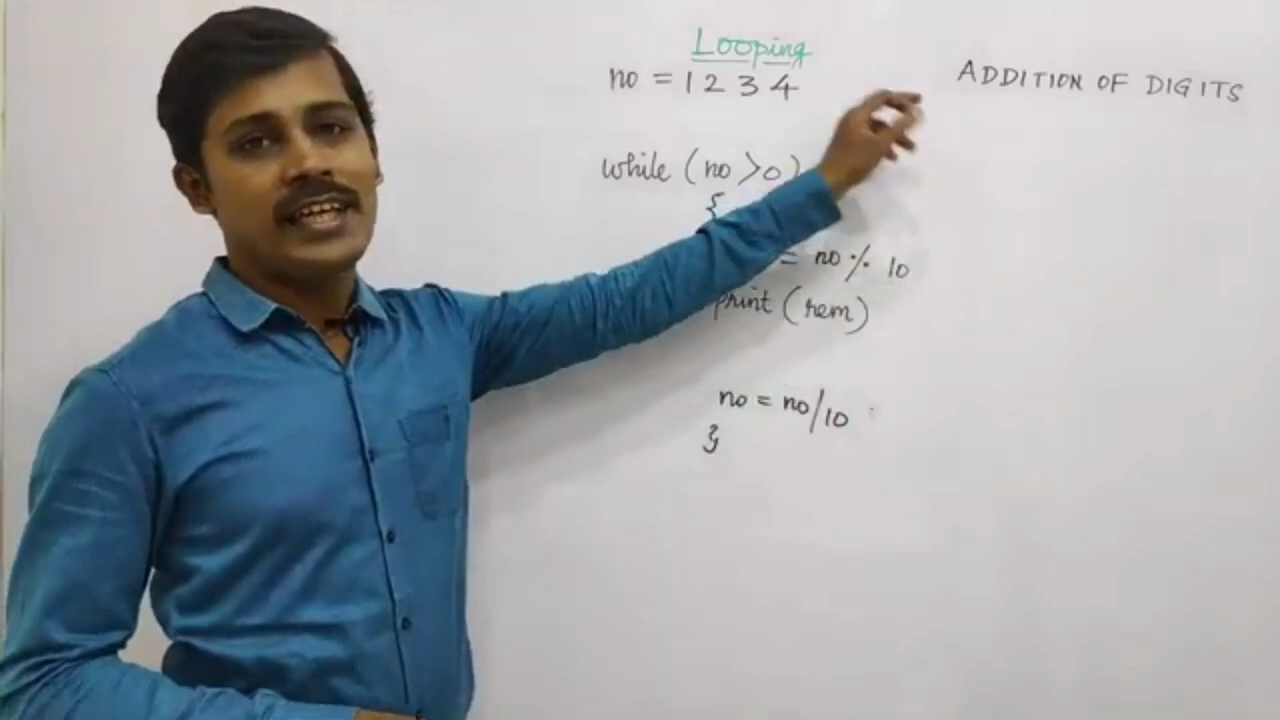 Looping
no = 1 2 3 4
ADDITION OF DIGITS
while (no > 0)
{
= no % 10
print (rem)
no = no/10
}